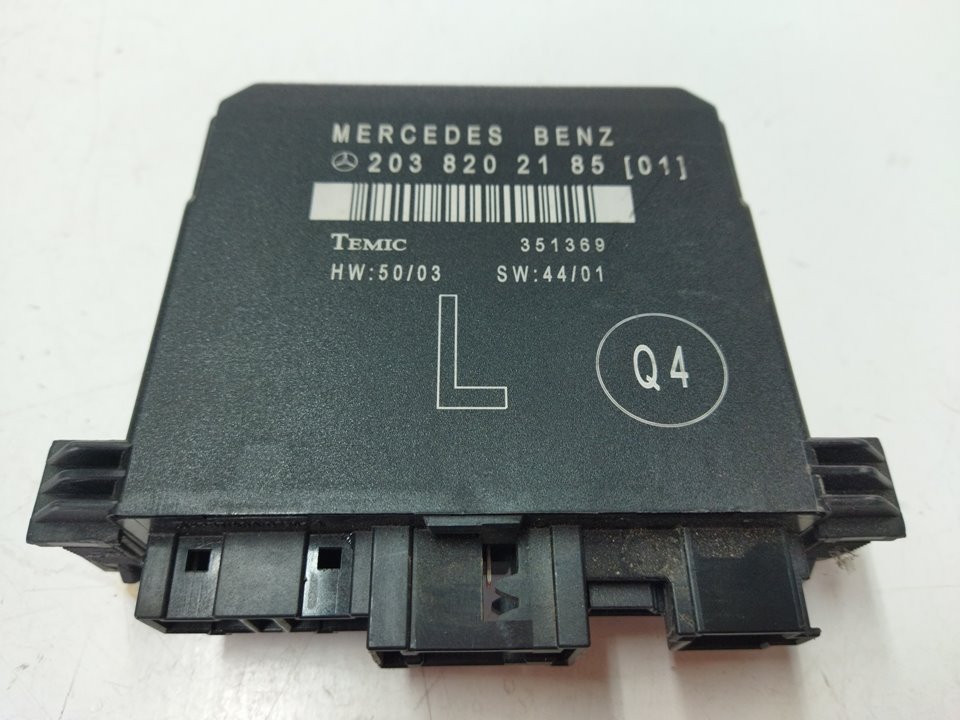 MERCEDES BENZ
203 820 21 85 [01]
TEMIC 351369
HW:50/03 SW:44/01
L
Q4